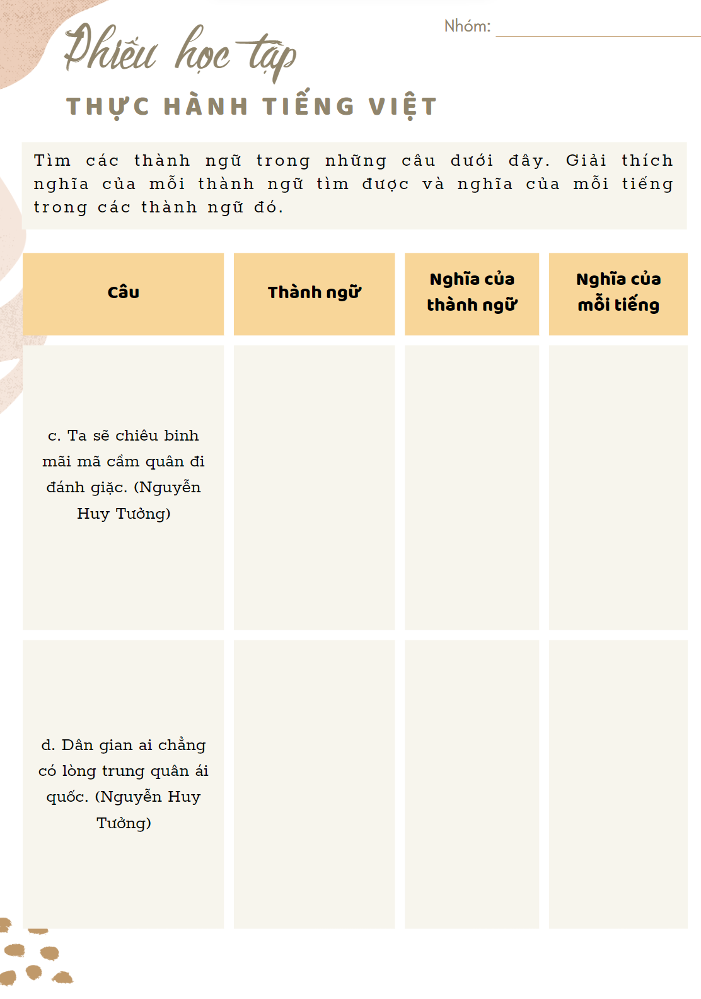 Nhóm:
Phiếu học tập
THỰC HÀNH TIẾNG VIỆT
Tìm các thành ngữ trong những câu dưới đây. Giải thích
nghĩa của mỗi thành ngữ tìm được và nghĩa của mỗi tiếng
trong các thành ngữ đó.
Câu
Thành ngữ
Nghĩa của
thành ngữ
Nghĩa của
mỗi tiếng
c. Ta sẽ chiêu binh
mãi mã cầm quân đi
đánh giặc. (Nguyễn
Huy Tưởng)
d. Dân gian ai chẳng
có lòng trung quân ái
quốc. (Nguyễn Huy
Tưởng)